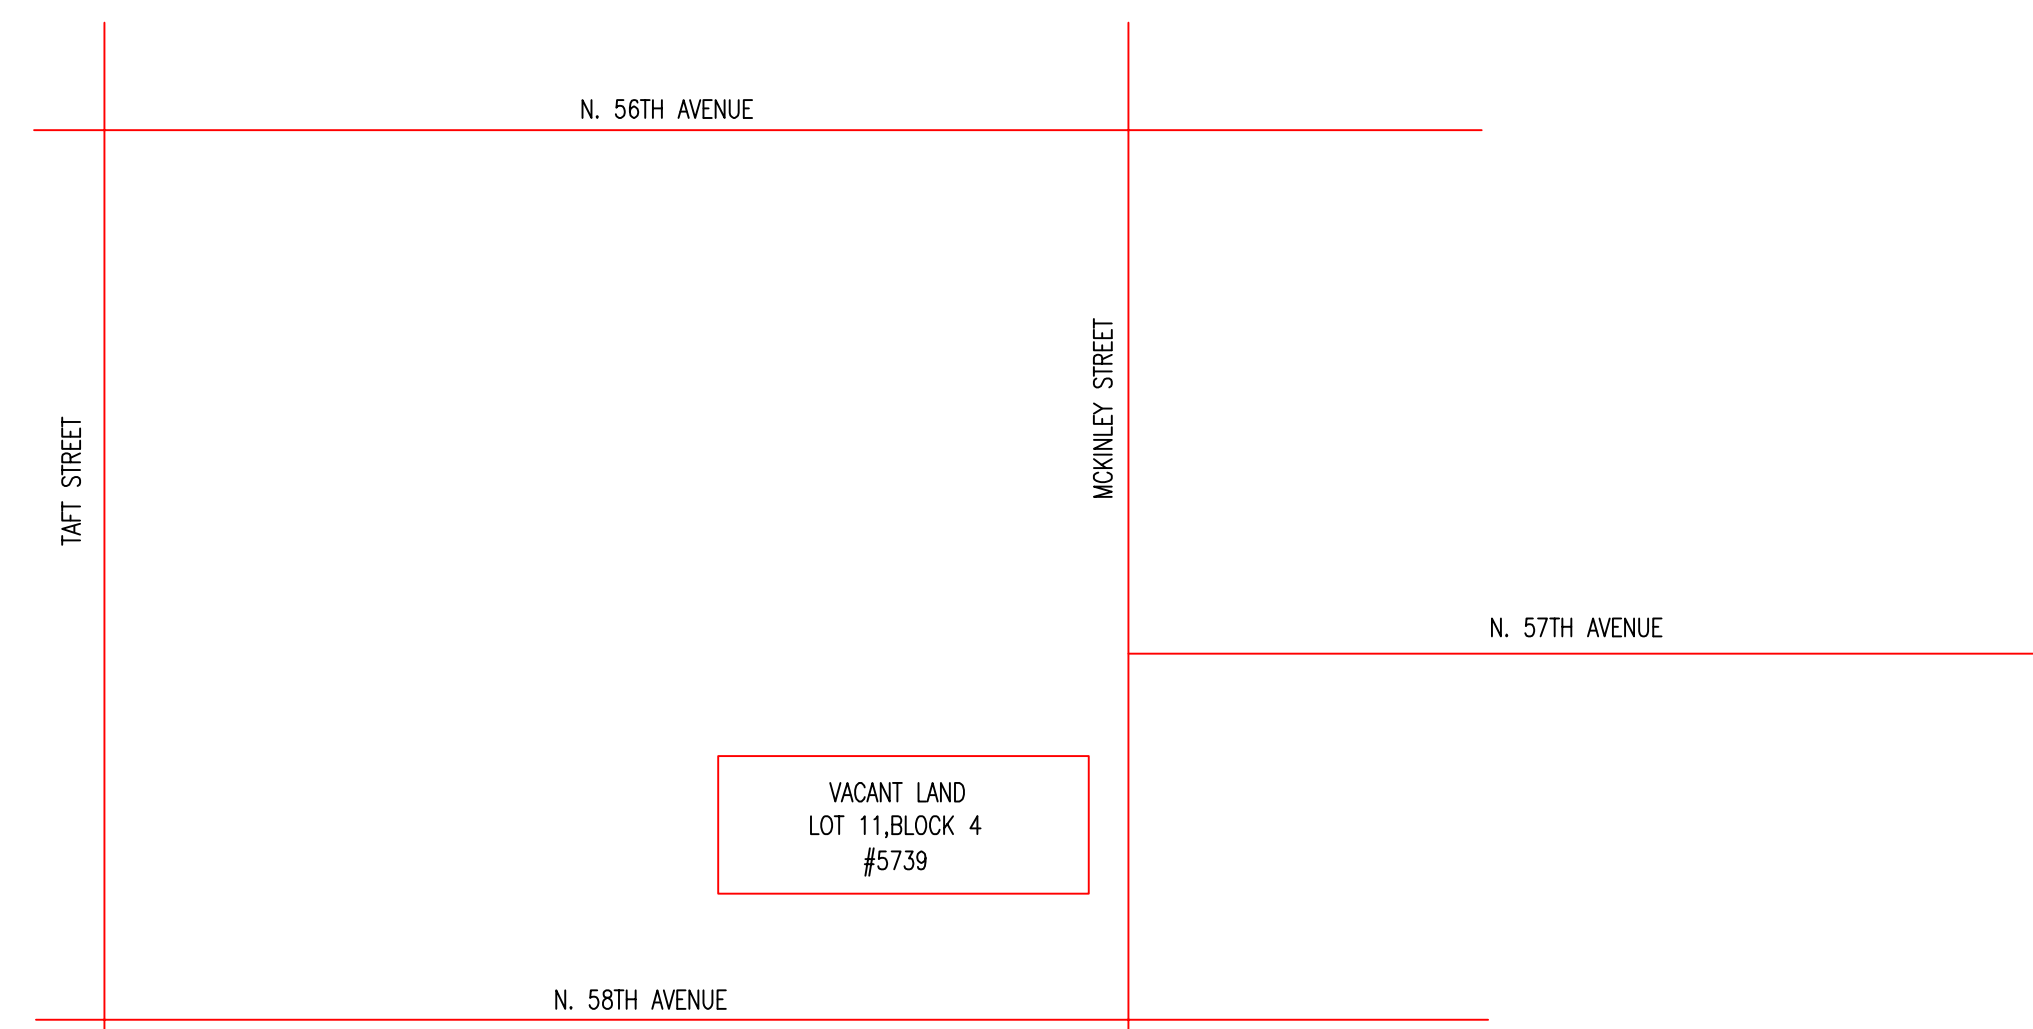 N. 56TH AVENUE
MCKINLEY STREET
TAFT STREET
N. 57TH AVENUE
VACANT LAND
LOT 11,BLOCK 4
#5739
N. 58TH AVENUE